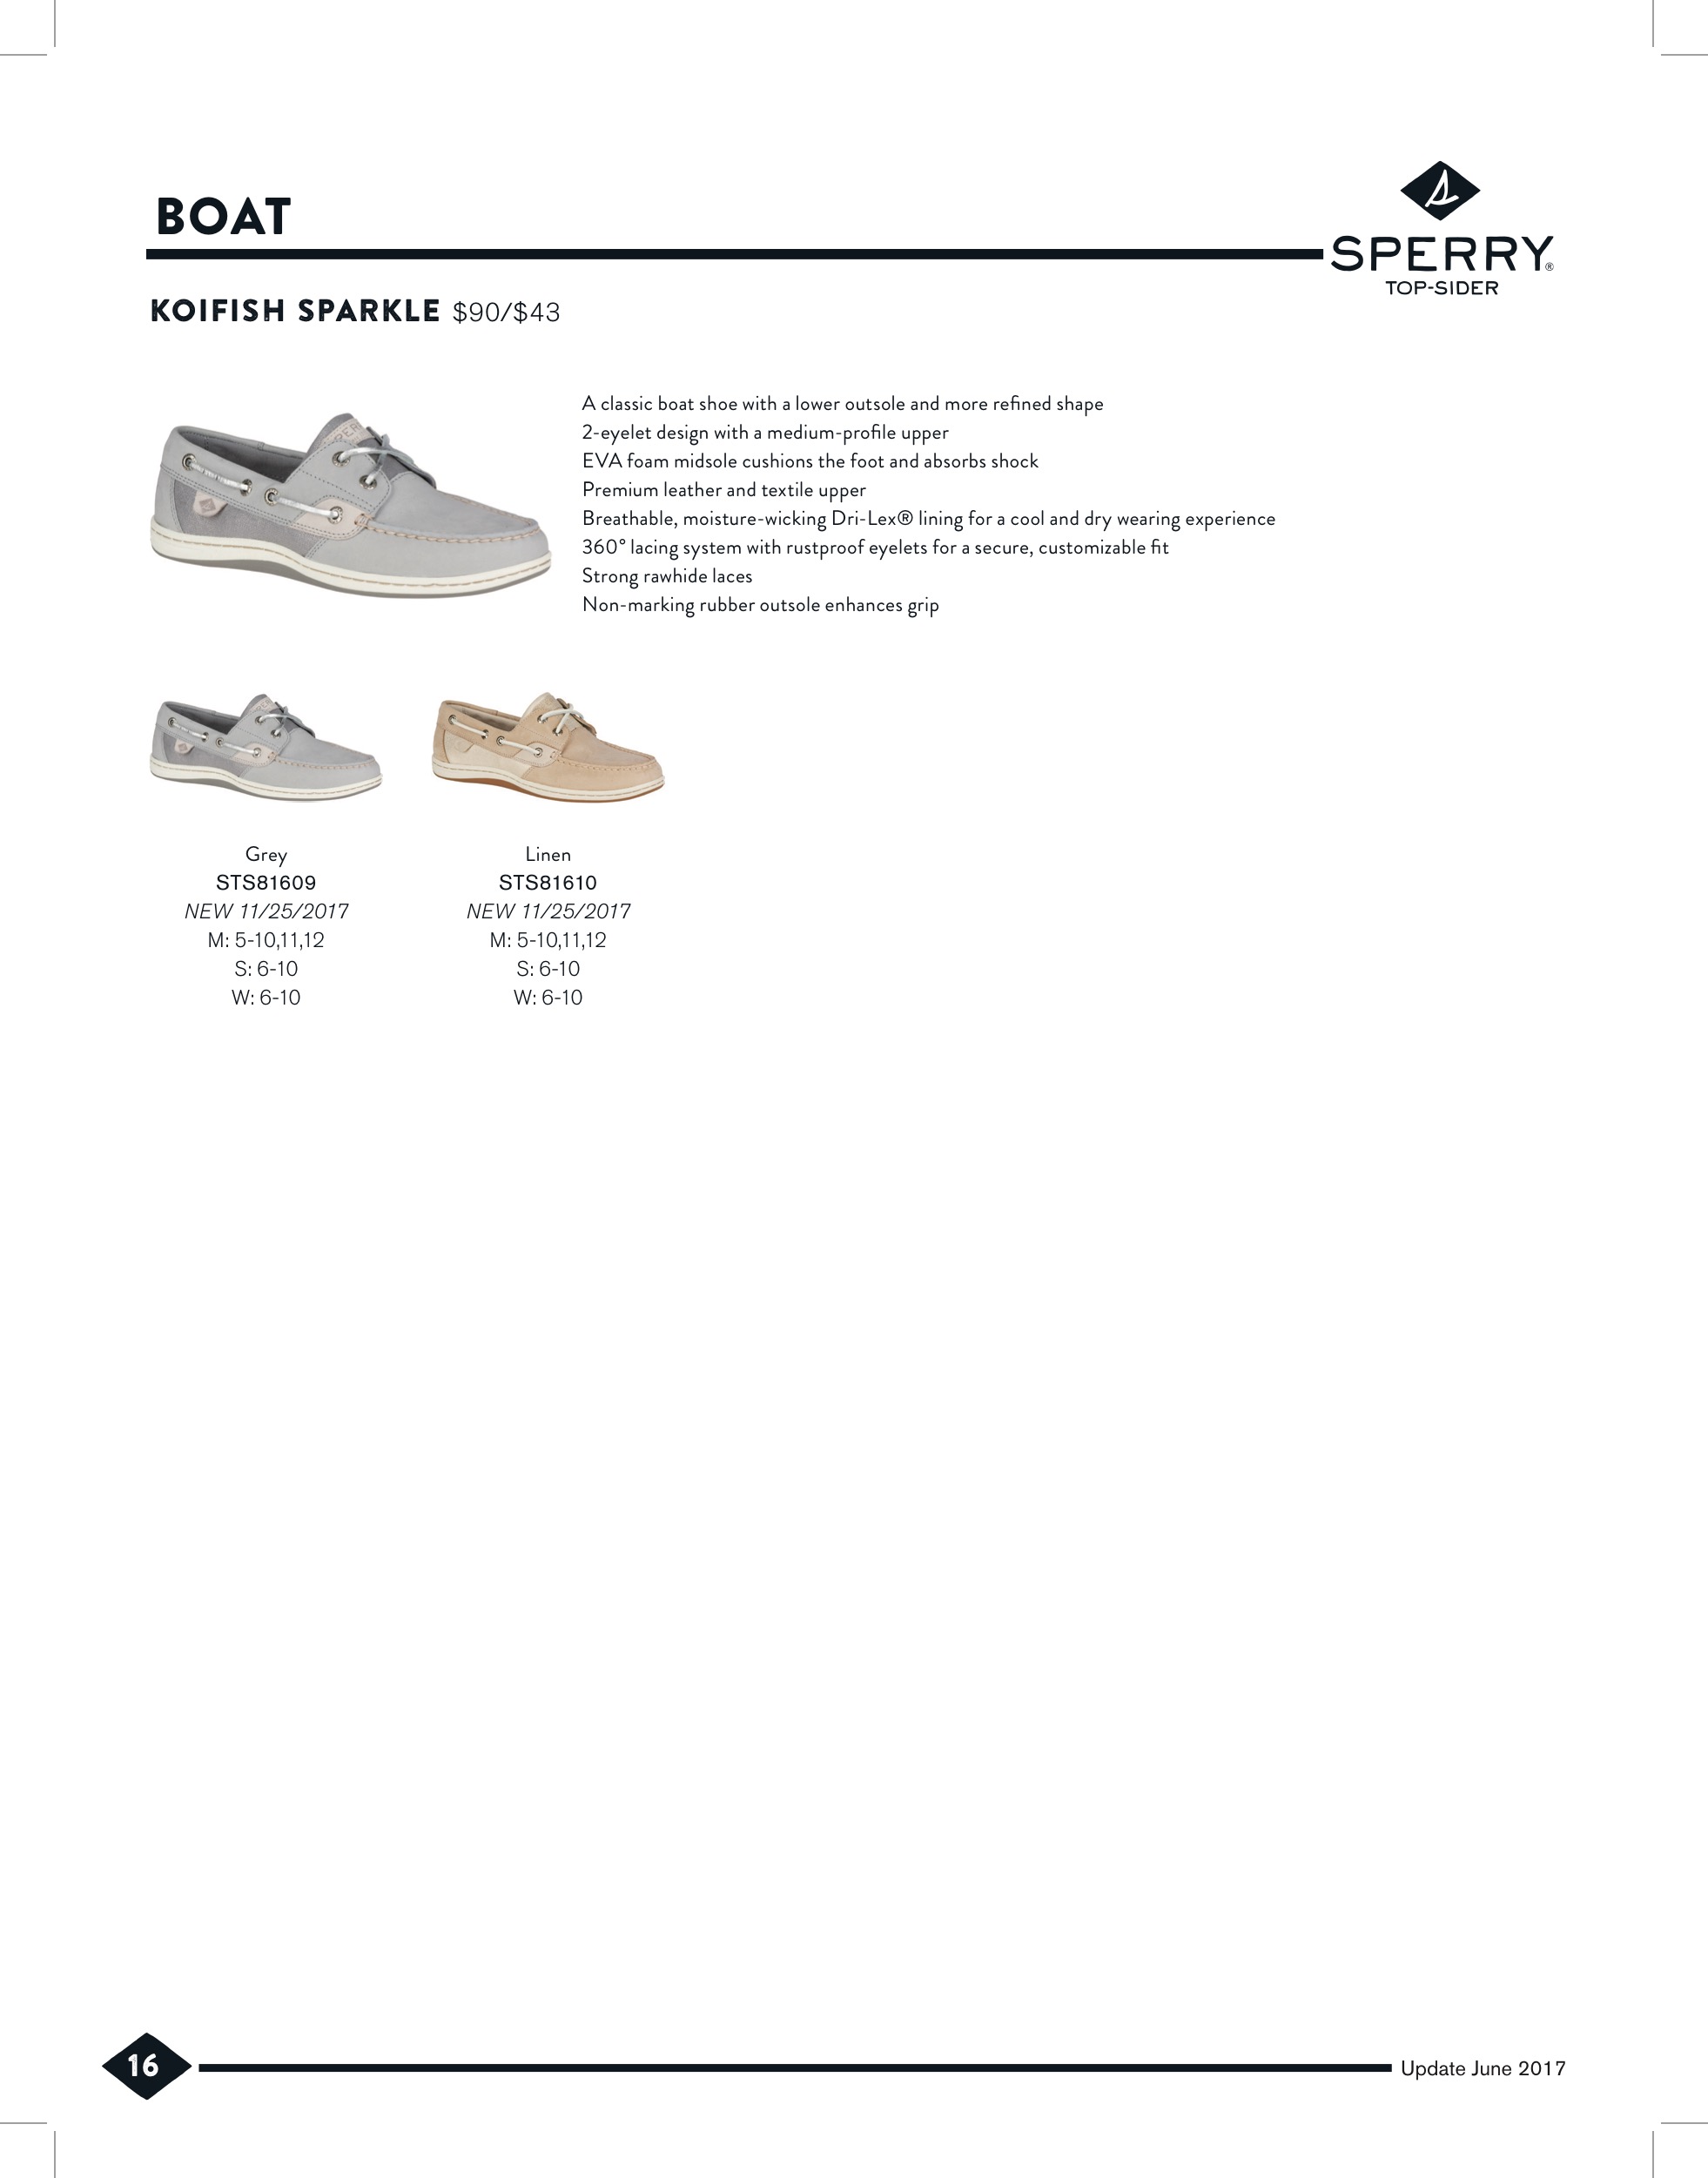 BOAT
SPERRY®
TOP-SIDER
KOIFISH SPARKLE $90/$43
A classic boat shoe with a lower outsole and more refined shape
2-eyelet design with a medium-profile upper
EVA foam midsole cushions the foot and absorbs shock
Premium leather and textile upper
Breathable, moisture-wicking Dri-Lex® lining for a cool and dry wearing experience
360° lacing system with rustproof eyelets for a secure, customizable fit
Strong rawhide laces
Non-marking rubber outsole enhances grip
Grey
STS81609
NEW 11/25/2017
M: 5-10,11,12
S: 6-10
W: 6-10
Linen
STS81610
NEW 11/25/2017
M: 5-10,11,12
S: 6-10
W: 6-10
16
Update June 2017